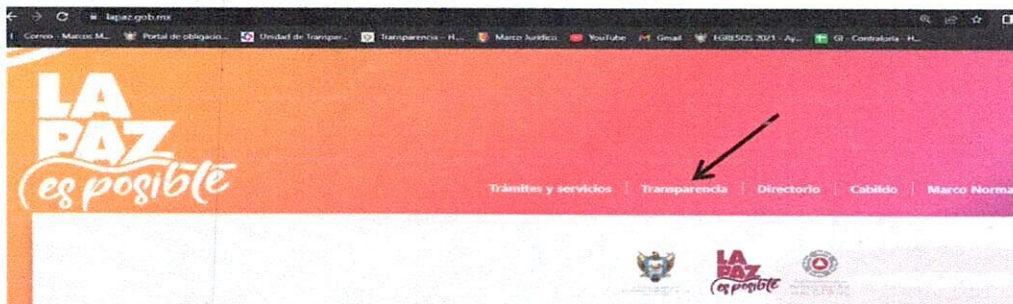 lapaz.gob.mx
Correo - Marcos M... Portal de obligacio... Unidad de Transpar... Transparencia - H... Marco Jurídico YouTube Gmail EGRESOS 2021 - Ay... GI - Contraloría - H...
LA
PAZ
es posible
Trámites y servicios | Transparencia | Directorio | Cabildo | Marco Norma
LA
PAZ
es posible